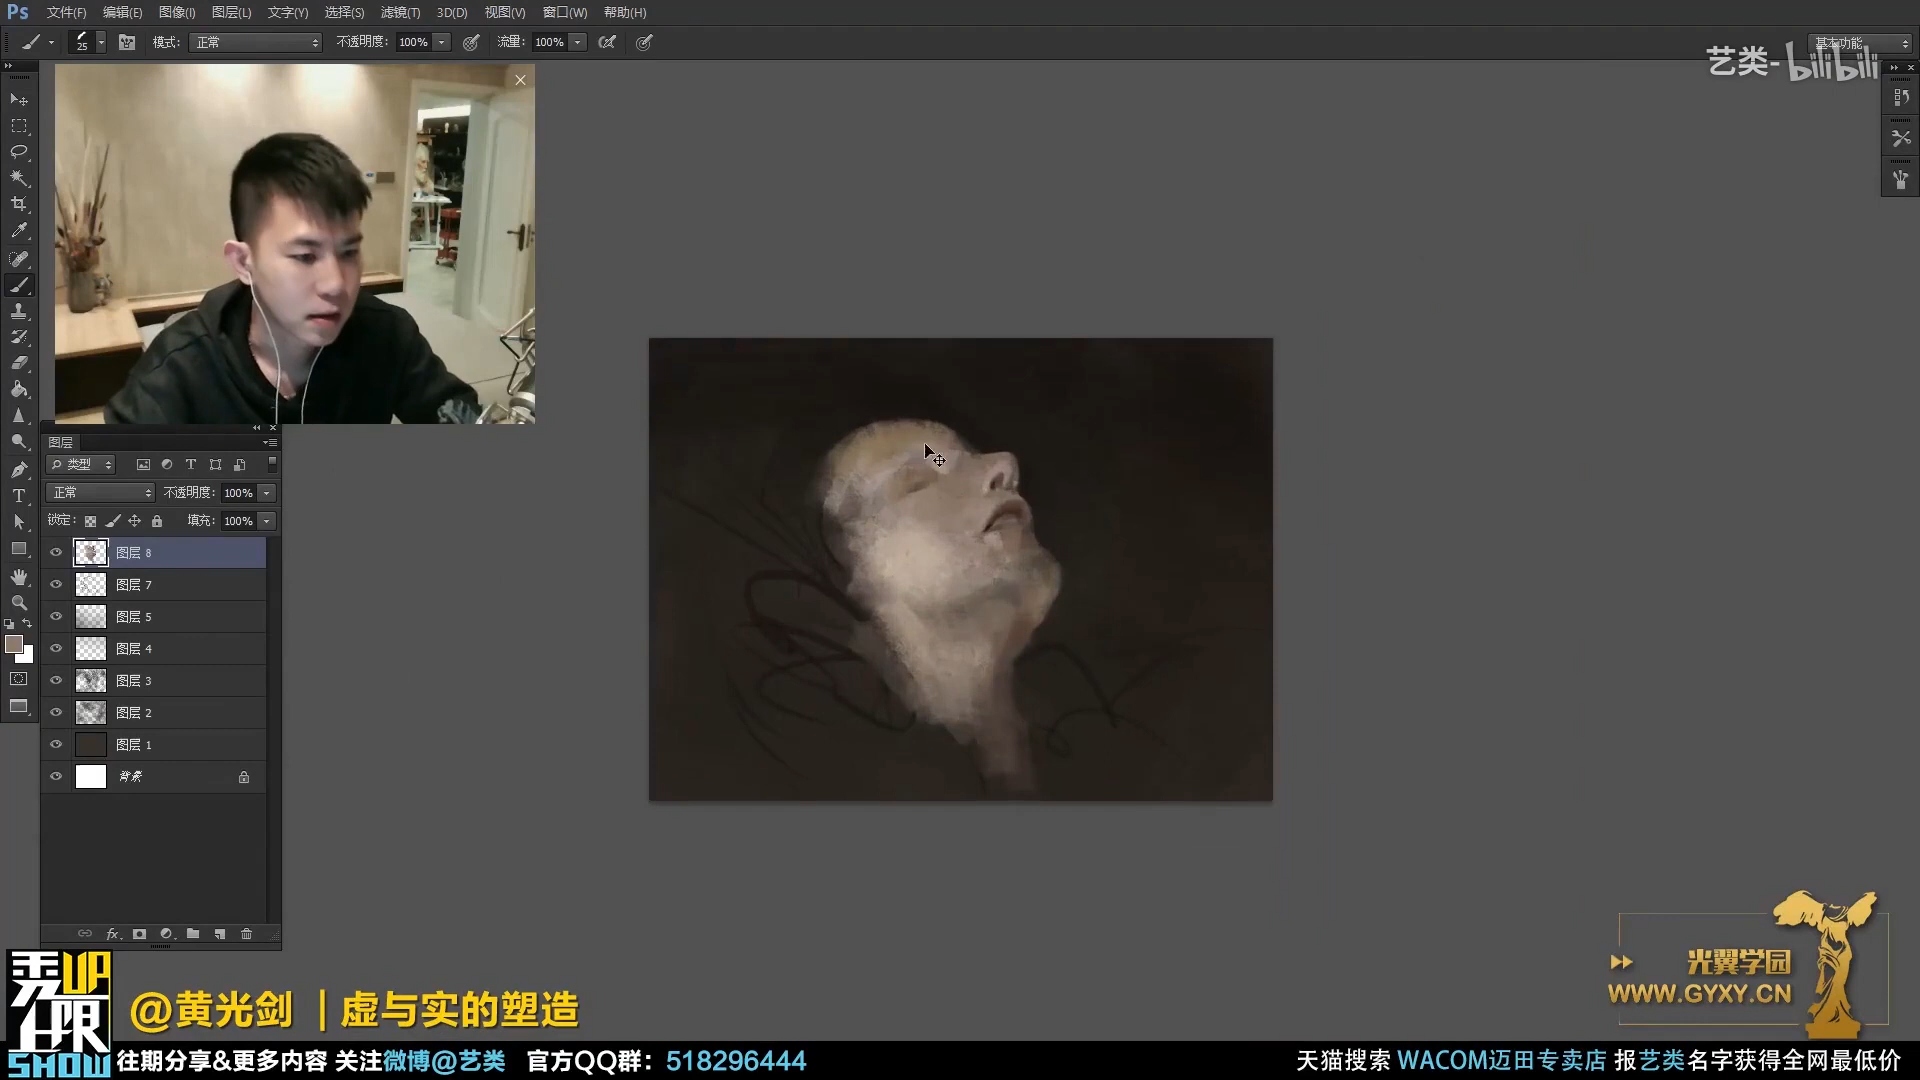 Ps 文件(F) 编辑(E) 图像(I) 图层(L) 文字(Y) 选择(S) 滤镜(T) 3D(D) 视图(V) 窗口(W) 帮助(H)
25 模式: 正常 不透明度: 100% 流量: 100% 基本功能
艺类-bilibili
图层
类型
正常 不透明度: 100%
锁定: 填充: 100%
图层 8
图层 7
图层 5
图层 4
图层 3
图层 2
图层 1
背景
光翼学园
WWW.GYXY.CN
UP
SHOW
@黄光剑 | 虚与实的塑造
往期分享&更多内容 关注微博@艺类 官方QQ群: 518296444
天猫搜索 WACOM迈田专卖店 报艺类名字获得全网最低价